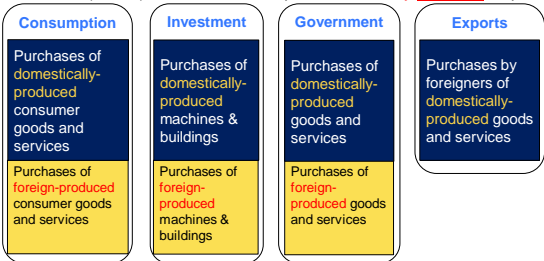 Consumption
Purchases of
domestically-
produced
consumer
goods and
services
Purchases of
foreign-produced
consumer goods
and services
Investment
Purchases of
domestically-
produced
machines &
buildings
Purchases of
foreign-
produced
machines &
buildings
Government
Purchases of
domestically-
produced
goods and
services
Purchases of
foreign-
produced goods
and services
Exports
Purchases by
foreigners of
domestically-
produced goods
and services